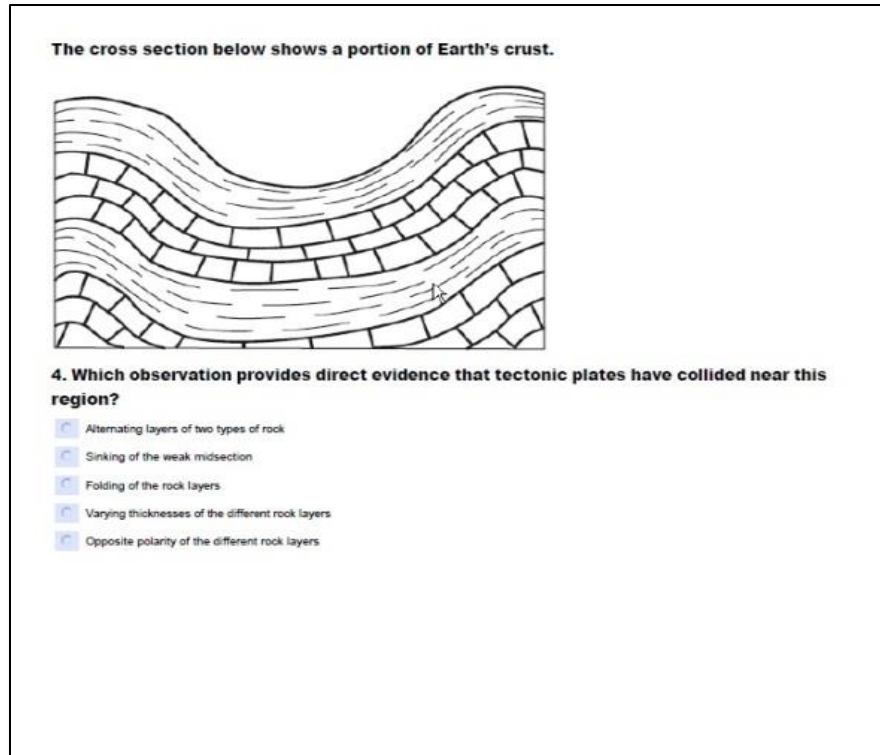 The cross section below shows a portion of Earth's crust.
4. Which observation provides direct evidence that tectonic plates have collided near this
region?
Alternating layers of two types of rock
Sinking of the weak midsection
Folding of the rock layers
Varying thicknesses of the different rock layers
Opposite polarity of the different rock layers